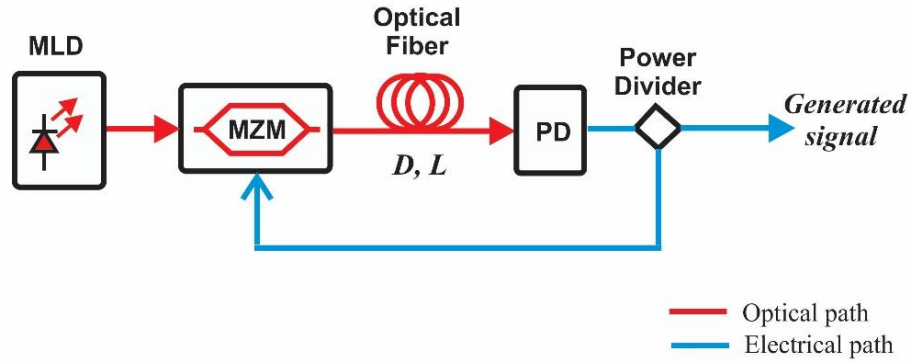 MLD
Optical
Fiber
Power
Divider
MZM
PD
Generated
signal
D, L
Optical path
Electrical path